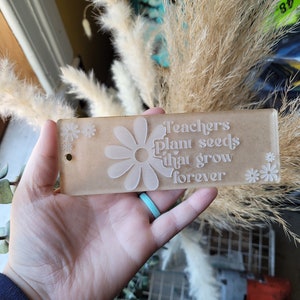 Teachers
plant seeds
that grow
forever